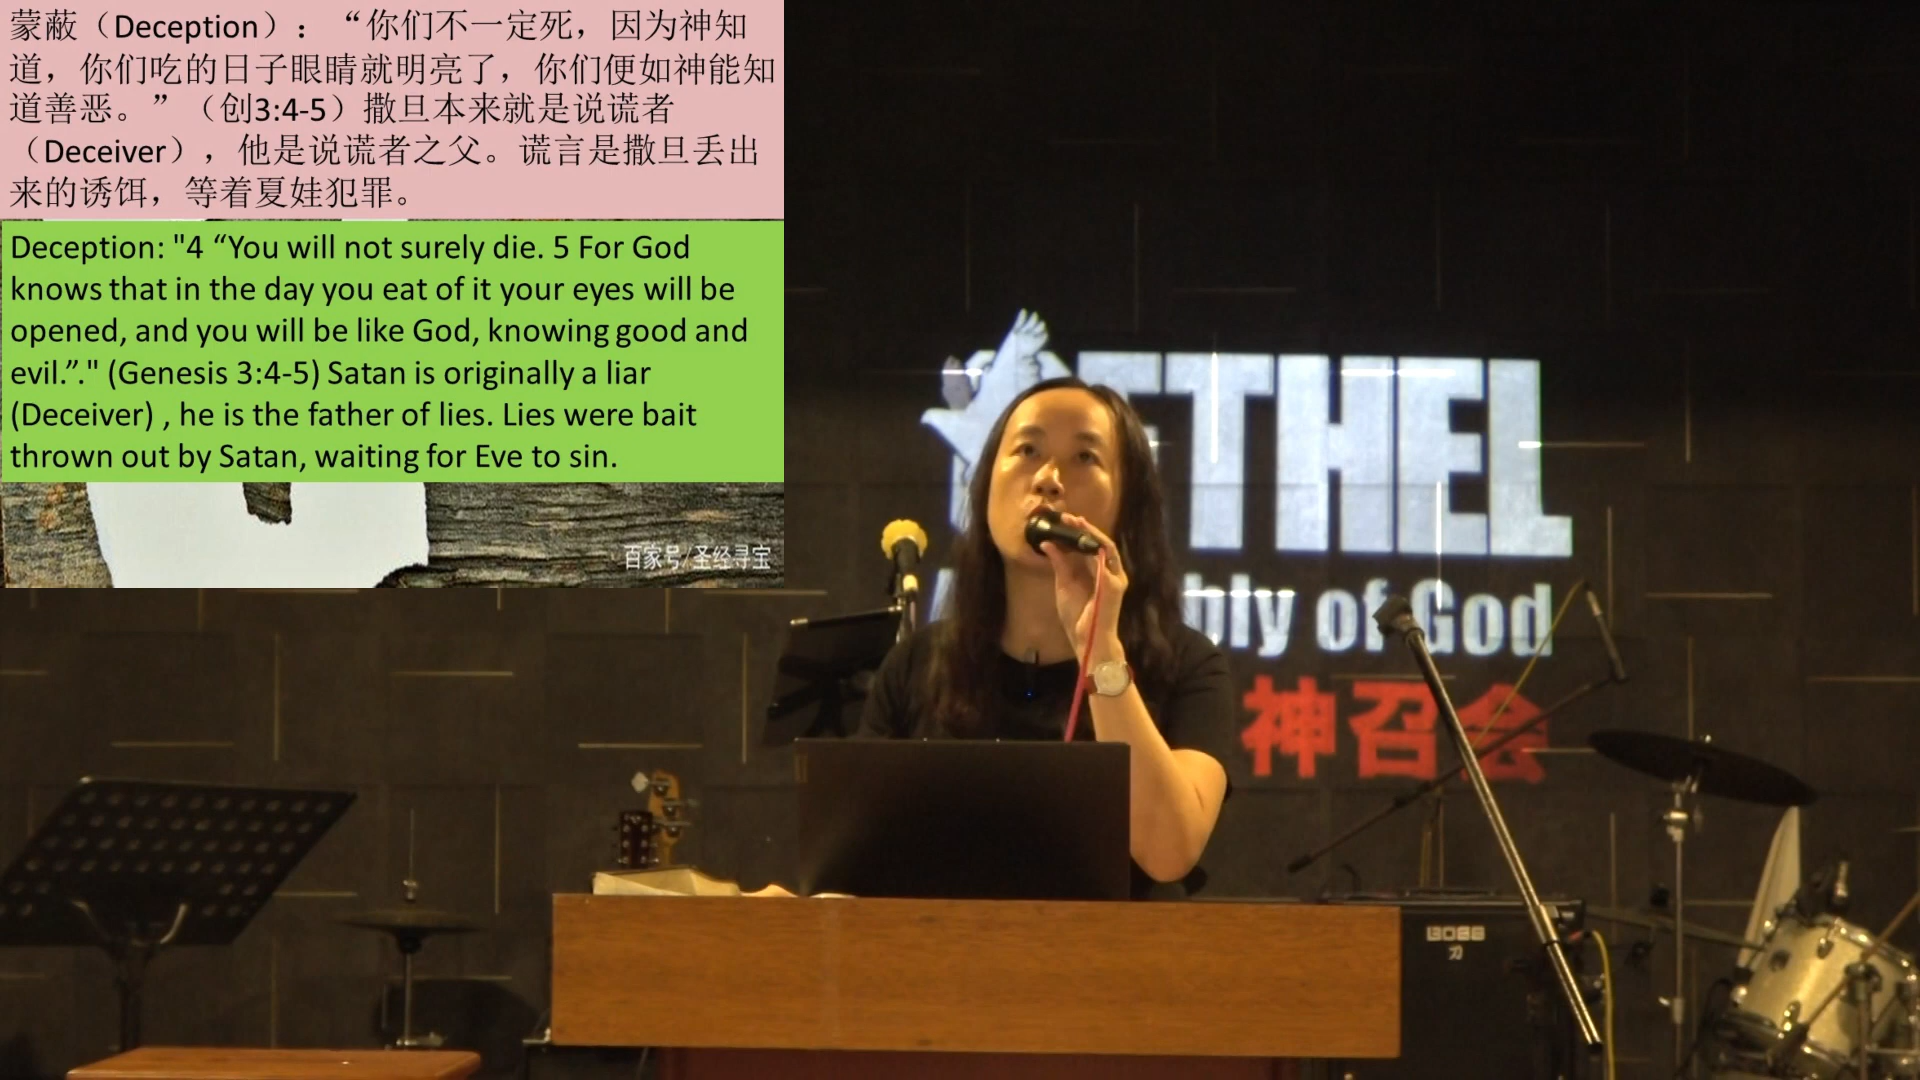 蒙蔽（Deception）：“你们不一定死，因为神知
道，你们吃的日子眼睛就明亮了，你们便如神能知
道善恶。”（创3:4-5）撒旦本来就是说谎者
（Deceiver），他是说谎者之父。谎言是撒旦丢出
来的诱饵，等着夏娃犯罪。
Deception: "4 “You will not surely die. 5 For God
knows that in the day you eat of it your eyes will be
opened, and you will be like God, knowing good and
evil.”." (Genesis 3:4-5) Satan is originally a liar
(Deceiver) , he is the father of lies. Lies were bait
thrown out by Satan, waiting for Eve to sin.
百家号/圣经寻宝
ETHEL
bly of God
神召会